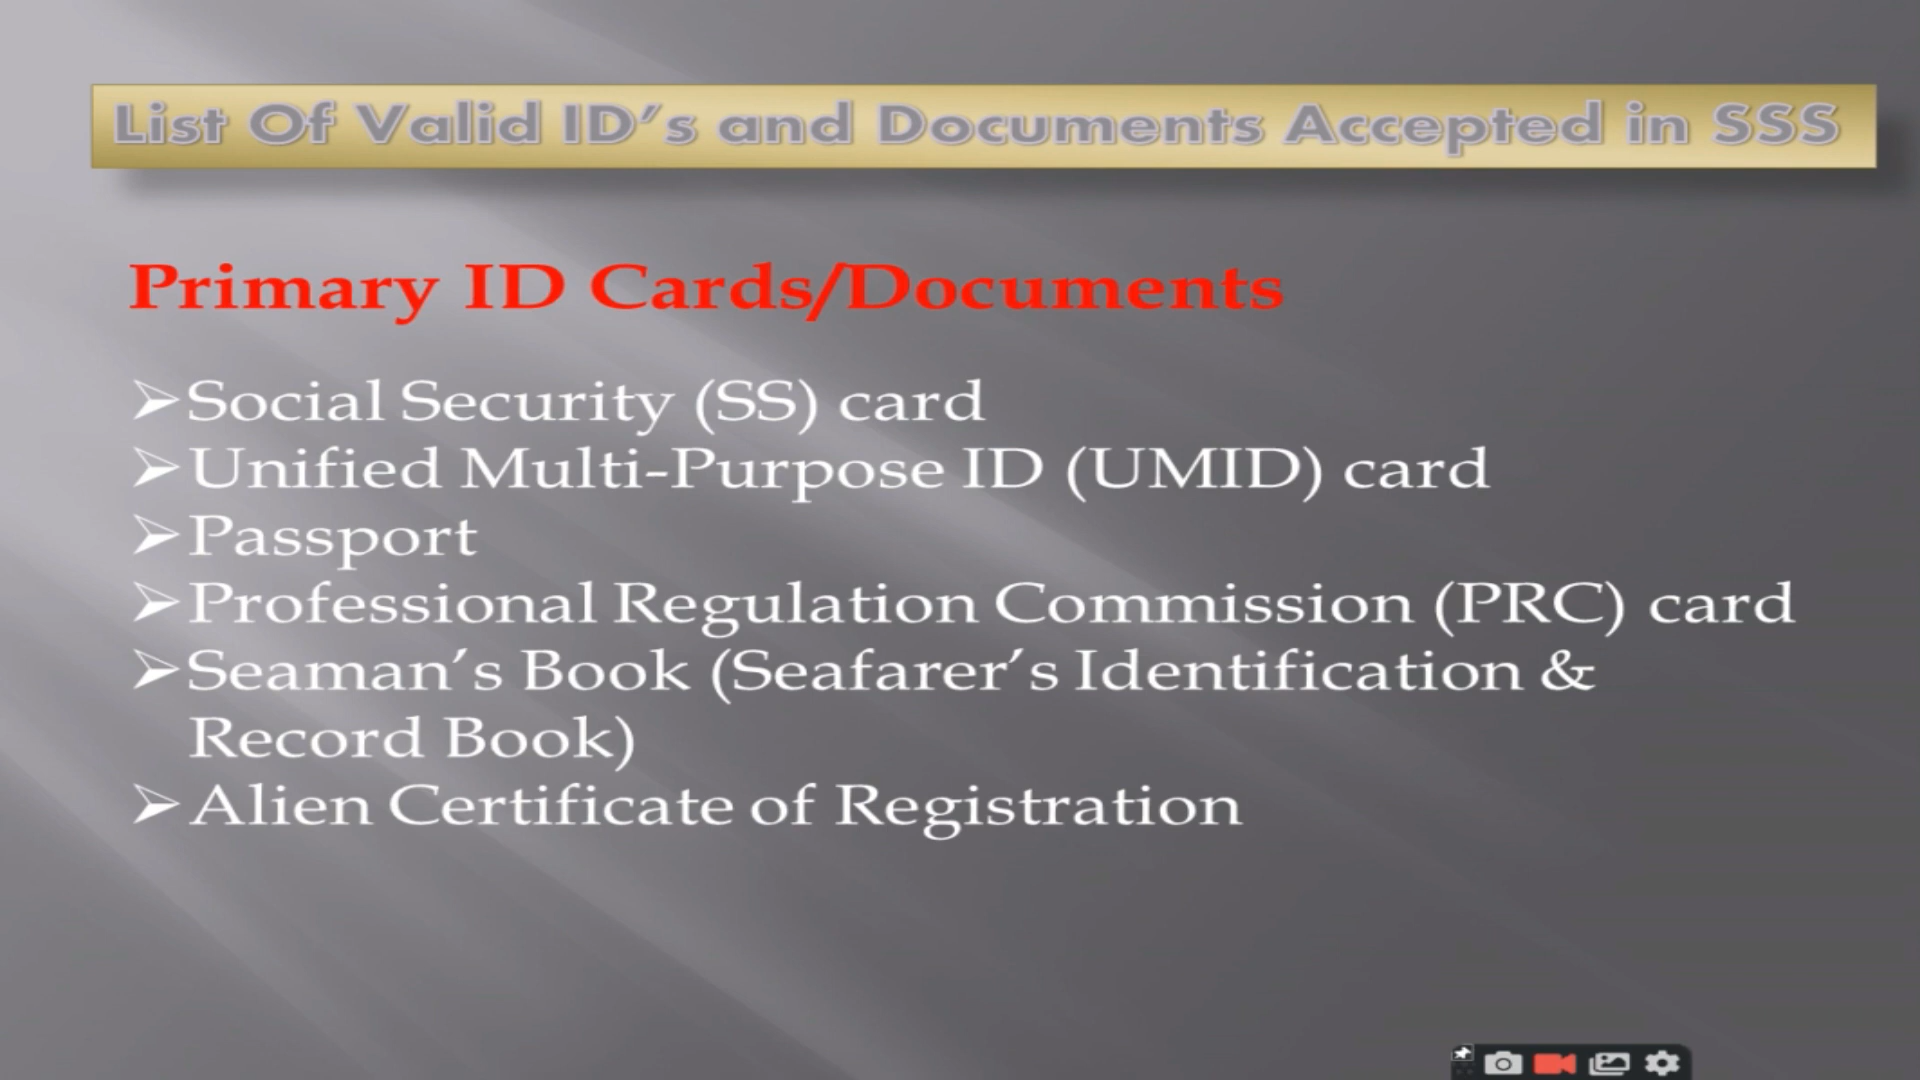 List Of Valid ID's and Documents Accepted in SSS
Primary ID Cards/Documents
➢Social Security (SS) card
➢Unified Multi-Purpose ID (UMID) card
➢Passport
➢Professional Regulation Commission (PRC) card
➢Seaman's Book (Seafarer's Identification &
Record Book)
➢Alien Certificate of Registration